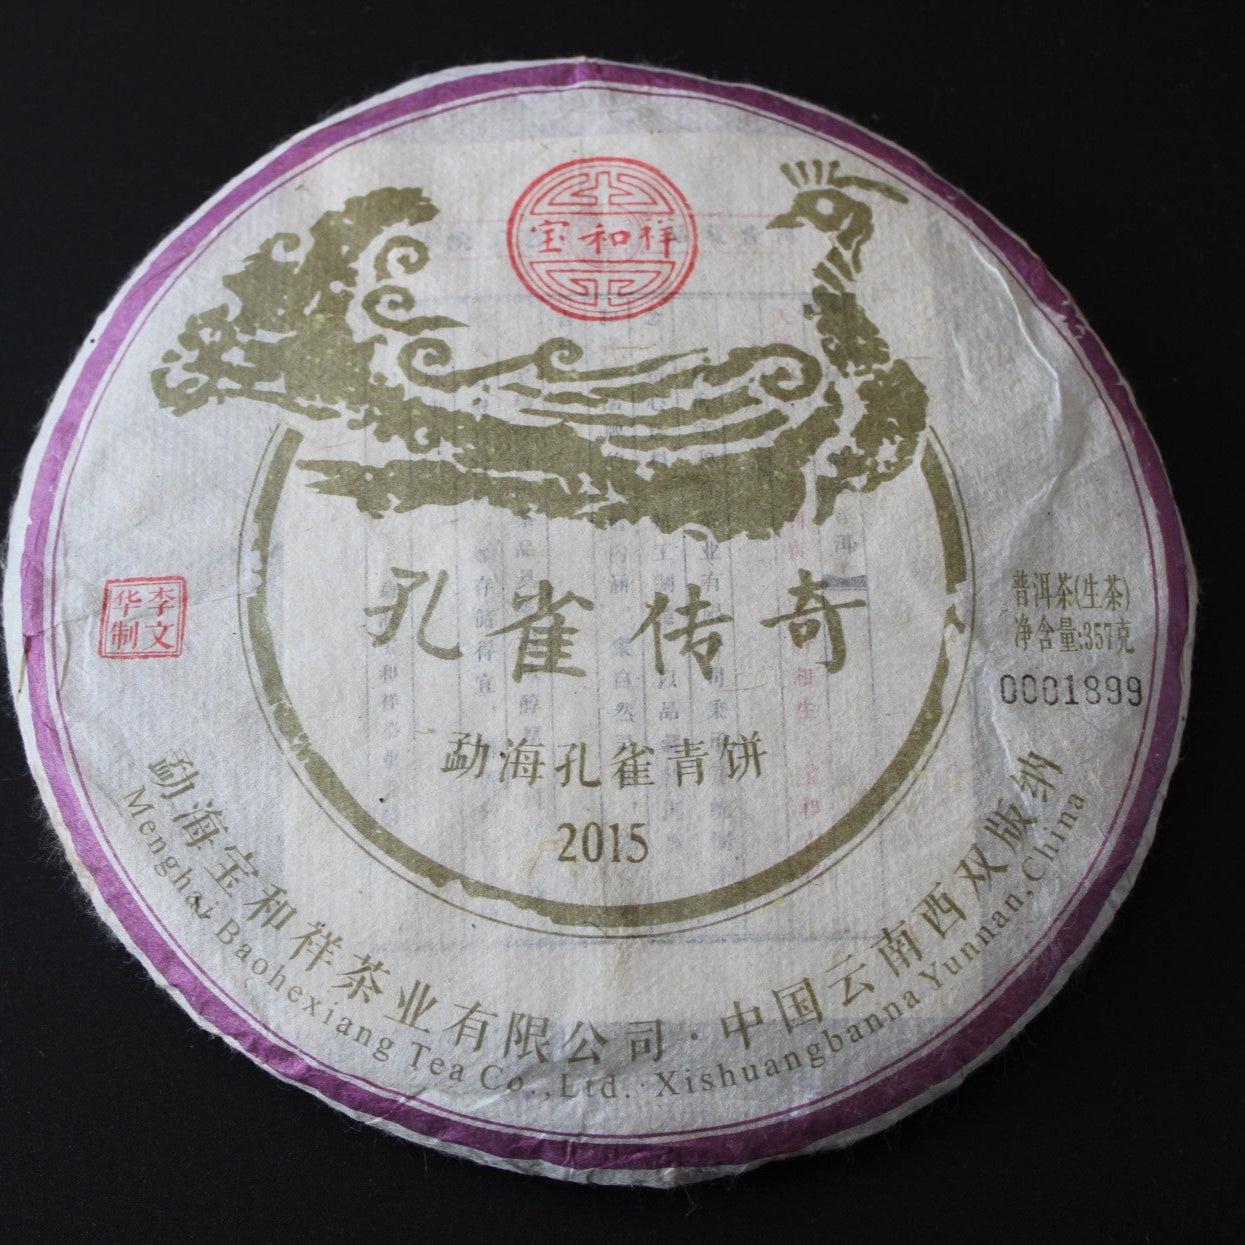 宝和祥
李文华制
孔雀传奇
普洱茶(生茶)
净含量:357克
0001899
勐海孔雀青饼
2015
勐海宝和祥茶业有限公司·中国云南西双版纳
Menghai Baohexiang Tea Co.,Ltd.·Xishuangbanna Yunnan,China